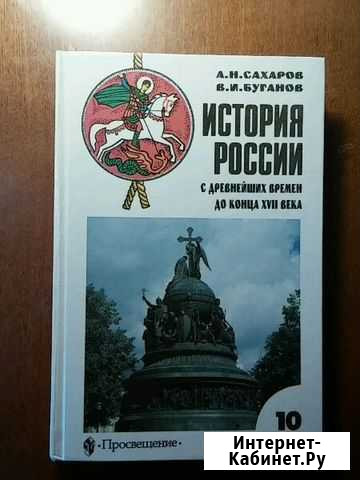 А.Н.САХАРОВ
В.И.БУГАНОВ
ИСТОРИЯ
РОССИИ
С ДРЕВНЕЙШИХ ВРЕМЕН
ДО КОНЦА XVII ВЕКА
10
•Просвещение•
Интернет-
Кабинет.Ру